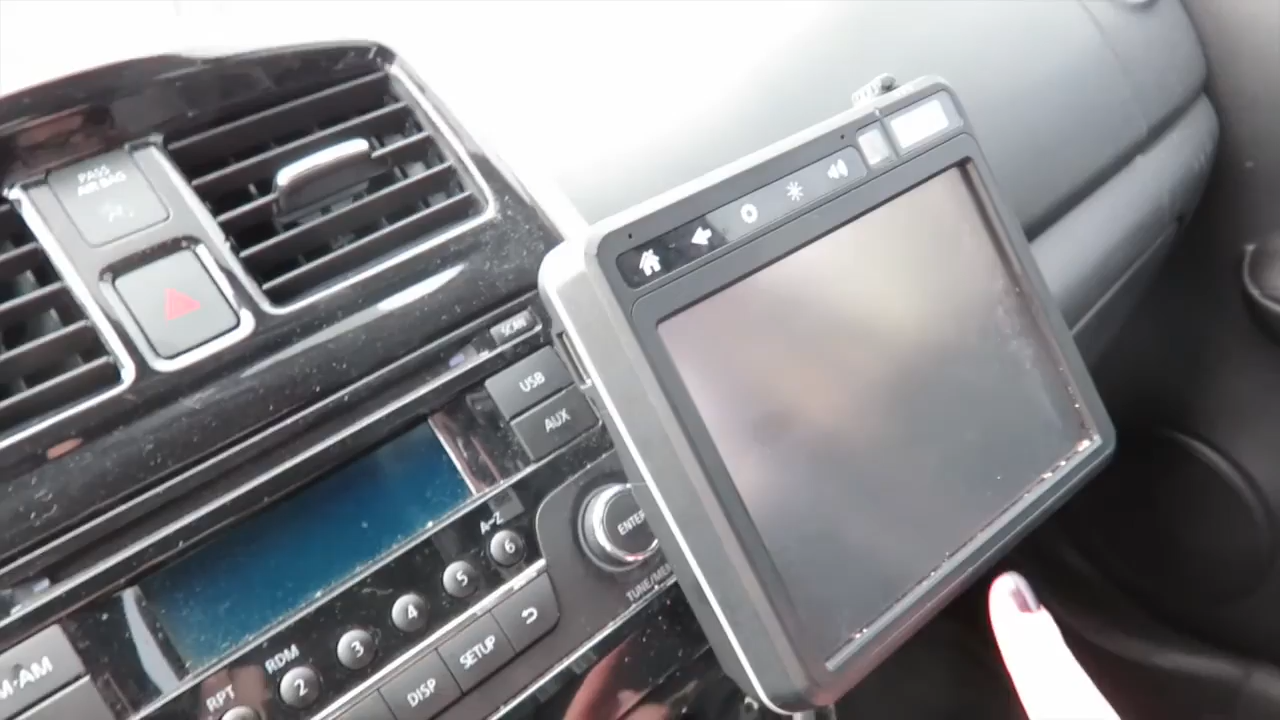 PASS
AIR BAG
SCAN
USB
AUX
ENTER
TUNE/MENU
A-Z
6
5
4
3
RDM
2
RPT
SETUP
DISP
M·AM